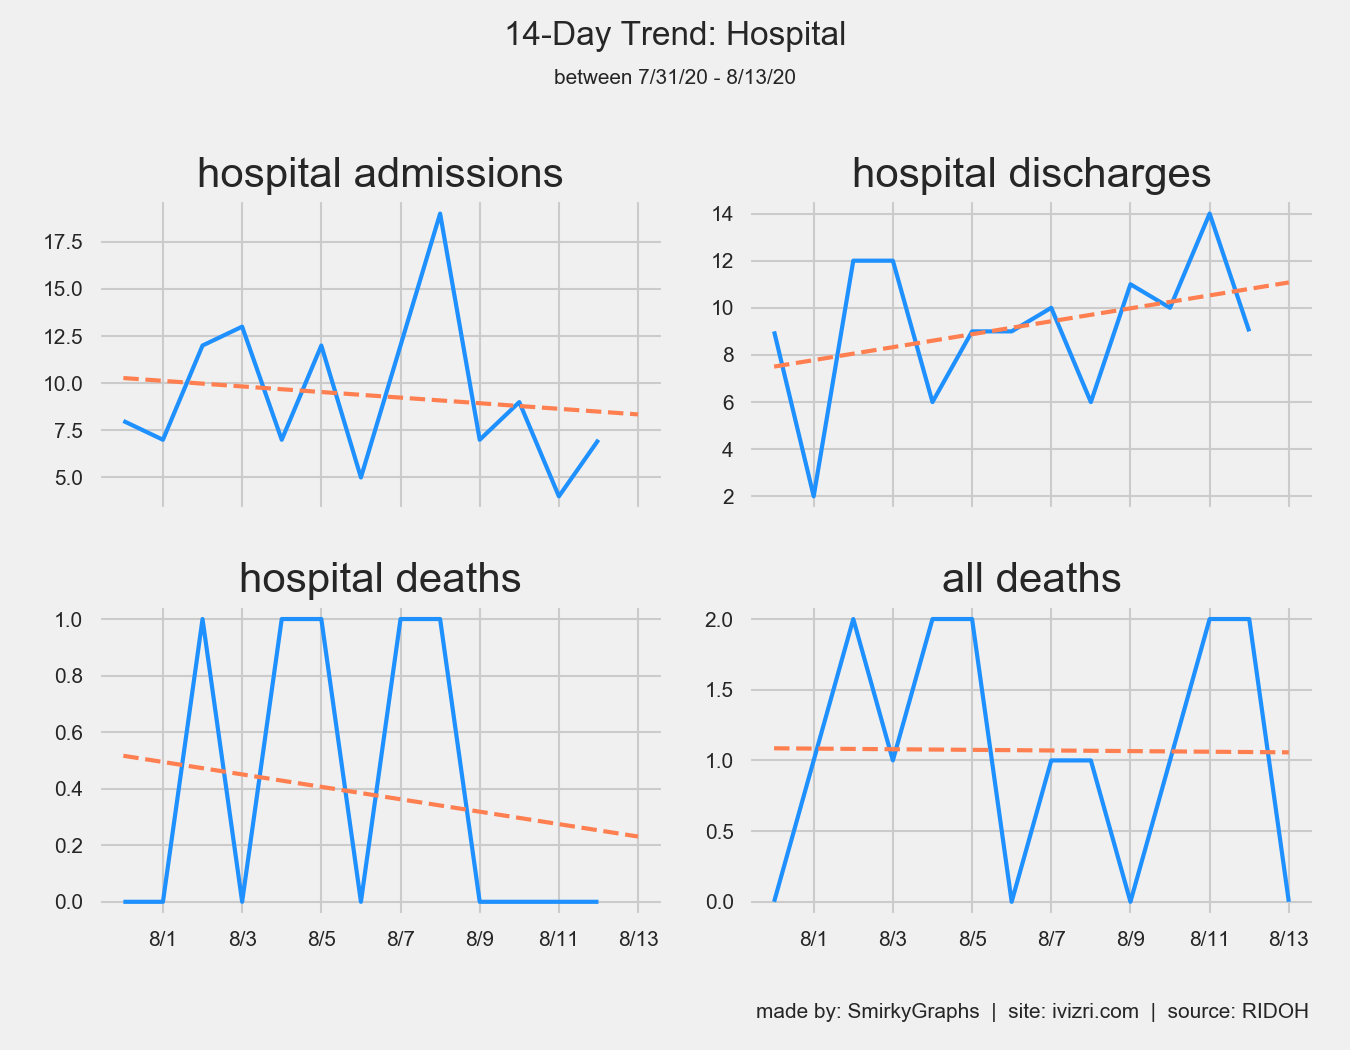 14-Day Trend: Hospital
between 7/31/20 - 8/13/20
hospital admissions
17.5
15.0
12.5
10.0
7.5
5.0
hospital discharges
14
12
10
8
6
4
2
hospital deaths
1.0
0.8
0.6
0.4
0.2
0.0
8/1 8/3 8/5 8/7 8/9 8/11 8/13
all deaths
2.0
1.5
1.0
0.5
0.0
8/1 8/3 8/5 8/7 8/9 8/11 8/13
made by: SmirkyGraphs | site: ivizri.com | source: RIDOH